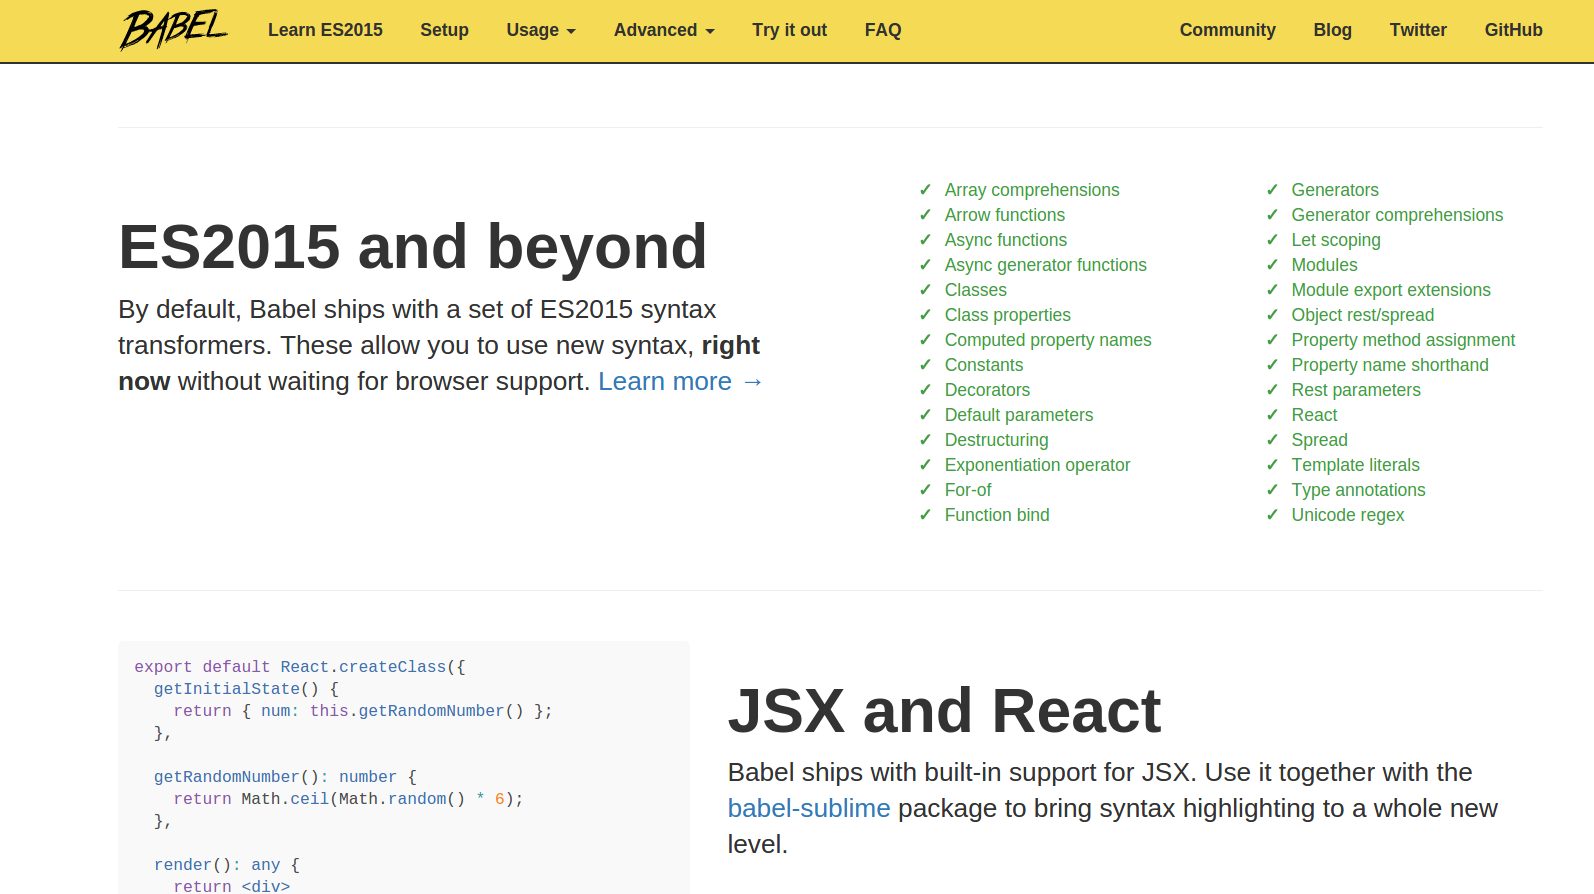 BABEL Learn ES2015 Setup Usage Advanced Try it out FAQ Community Blog Twitter GitHub
ES2015 and beyond
By default, Babel ships with a set of ES2015 syntax
transformers. These allow you to use new syntax, right
now without waiting for browser support. Learn more →
✓ Array comprehensions
✓ Arrow functions
✓ Async functions
✓ Async generator functions
✓ Classes
✓ Class properties
✓ Computed property names
✓ Constants
✓ Decorators
✓ Default parameters
✓ Destructuring
✓ Exponentiation operator
✓ For-of
✓ Function bind
✓ Generators
✓ Generator comprehensions
✓ Let scoping
✓ Modules
✓ Module export extensions
✓ Object rest/spread
✓ Property method assignment
✓ Property name shorthand
✓ Rest parameters
✓ React
✓ Spread
✓ Template literals
✓ Type annotations
✓ Unicode regex
export default React.createClass({
  getInitialState() {
    return { num: this.getRandomNumber() };
  },
  getRandomNumber(): number {
    return Math.ceil(Math.random() * 6);
  },
  render(): any {
    return <div>
JSX and React
Babel ships with built-in support for JSX. Use it together with the
babel-sublime package to bring syntax highlighting to a whole new
level.